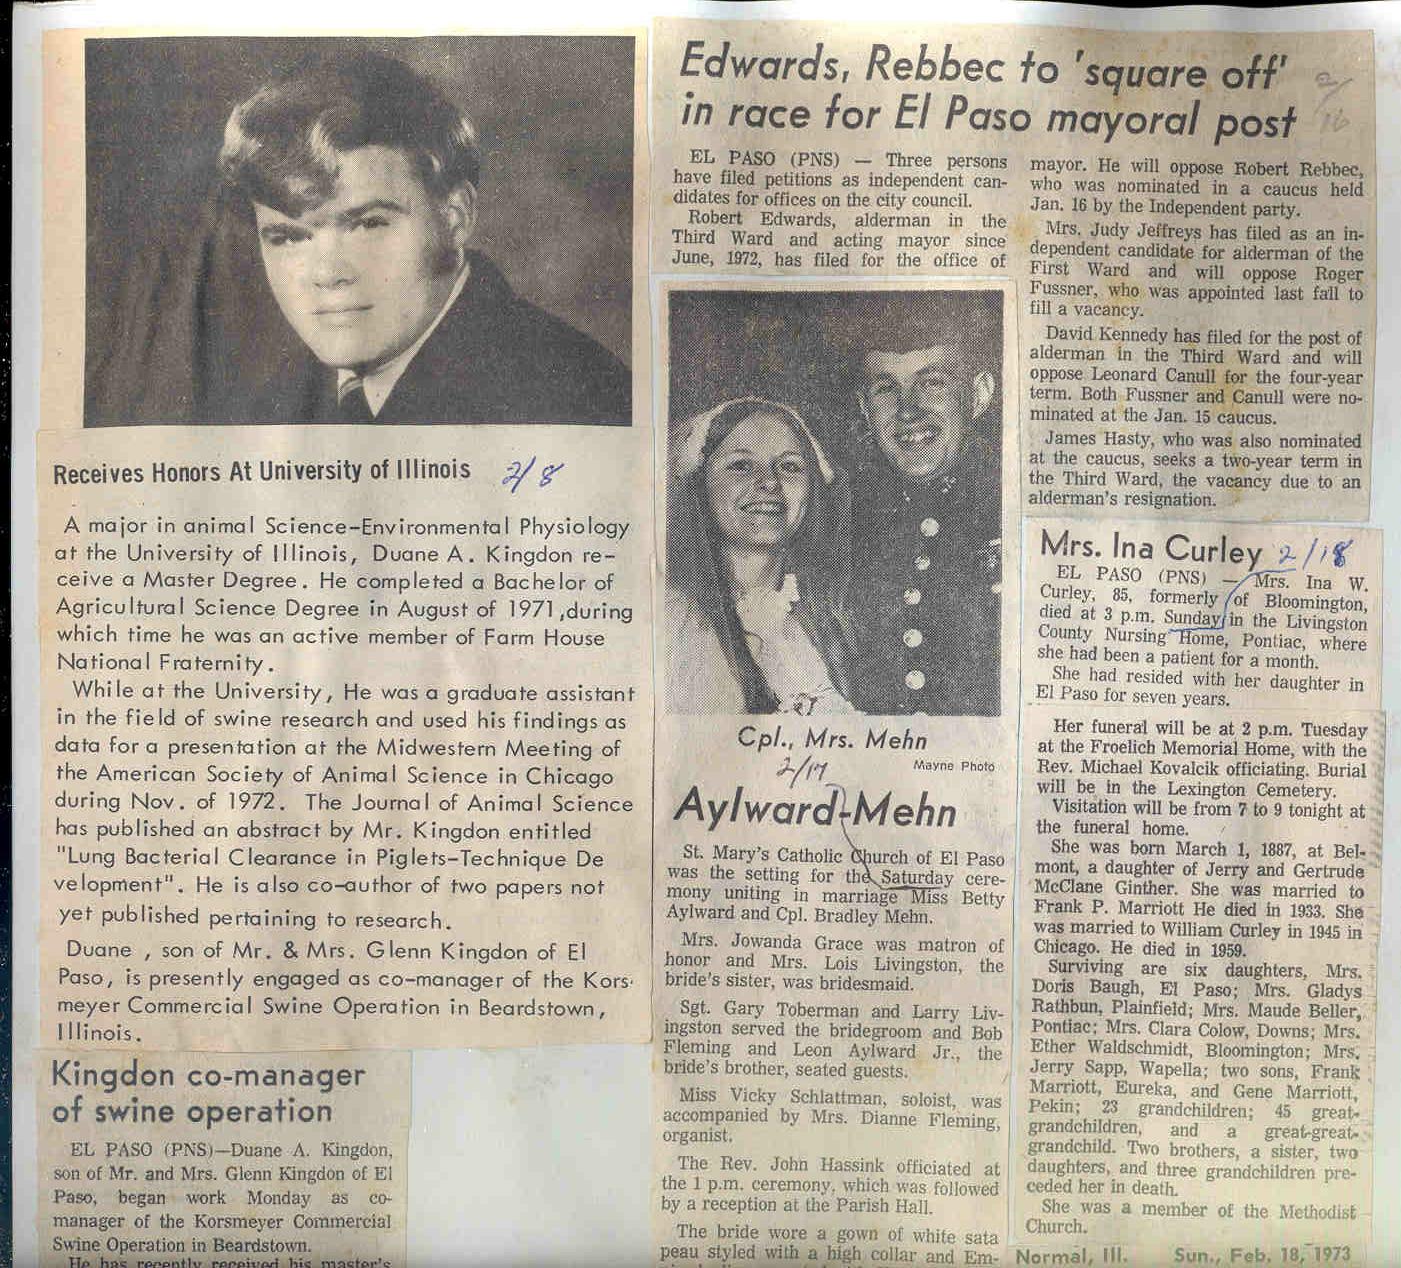 Receives Honors At University of Illinois 2/8
A major in animal Science-Environmental Physiology
at the University of Illinois, Duane A. Kingdon re-
ceive a Master Degree. He completed a Bachelor of
Agricultural Science Degree in August of 1971,during
which time he was an active member of Farm House
National Fraternity.
While at the University, He was a graduate assistant
in the field of swine research and used his findings as
data for a presentation at the Midwestern Meeting of
the American Society of Animal Science in Chicago
during Nov. of 1972. The Journal of Animal Science
has published an abstract by Mr. Kingdon entitled
"Lung Bacterial Clearance in Piglets-Technique De
velopment". He is also co-author of two papers not
yet published pertaining to research.
Duane , son of Mr. & Mrs. Glenn Kingdon of El
Paso, is presently engaged as co-manager of the Kors-
meyer Commercial Swine Operation in Beardstown,
Illinois.
Kingdon co-manager
of swine operation
EL PASO (PNS)—Duane A. Kingdon,
son of Mr. and Mrs. Glenn Kingdon of El
Paso, began work Monday as co-
manager of the Korsmeyer Commercial
Swine Operation in Beardstown.
He has recently received his master's
Edwards, Rebbec to 'square off'
in race for El Paso mayoral post
2/16
EL PASO (PNS) — Three persons
have filed petitions as independent can-
didates for offices on the city council.
Robert Edwards, alderman in the
Third Ward and acting mayor since
June, 1972, has filed for the office of
mayor. He will oppose Robert Rebbec,
who was nominated in a caucus held
Jan. 16 by the Independent party.
Mrs. Judy Jeffreys has filed as an in-
dependent candidate for alderman of the
First Ward and will oppose Roger
Fussner, who was appointed last fall to
fill a vacancy.
David Kennedy has filed for the post of
alderman in the Third Ward and will
oppose Leonard Canull for the four-year
term. Both Fussner and Canull were no-
minated at the Jan. 15 caucus.
James Hasty, who was also nominated
at the caucus, seeks a two-year term in
the Third Ward, the vacancy due to an
alderman's resignation.
Cpl., Mrs. Mehn
2/17
Mayne Photo
Aylward-Mehn
St. Mary's Catholic Church of El Paso
was the setting for the Saturday cere-
mony uniting in marriage Miss Betty
Aylward and Cpl. Bradley Mehn.
Mrs. Jowanda Grace was matron of
honor and Mrs. Lois Livingston, the
bride's sister, was bridesmaid.
Sgt. Gary Toberman and Larry Liv-
ingston served the bridegroom and Bob
Fleming and Leon Aylward Jr., the
bride's brother, seated guests.
Miss Vicky Schlattman, soloist, was
accompanied by Mrs. Dianne Fleming,
organist.
The Rev. John Hassink officiated at
the 1 p.m. ceremony, which was followed
by a reception at the Parish Hall.
The bride wore a gown of white sata
peau styled with a high collar and Em-
Mrs. Ina Curley 2/18
EL PASO (PNS) — Mrs. Ina W.
Curley, 85, formerly of Bloomington,
died at 3 p.m. Sunday in the Livingston
County Nursing Home, Pontiac, where
she had been a patient for a month.
She had resided with her daughter in
El Paso for seven years.
Her funeral will be at 2 p.m. Tuesday
at the Froelich Memorial Home, with the
Rev. Michael Kovalcik officiating. Burial
will be in the Lexington Cemetery.
Visitation will be from 7 to 9 tonight at
the funeral home.
She was born March 1, 1887, at Bel-
mont, a daughter of Jerry and Gertrude
McClane Ginther. She was married to
Frank P. Marriott He died in 1933. She
was married to William Curley in 1945 in
Chicago. He died in 1959.
Surviving are six daughters, Mrs.
Doris Baugh, El Paso; Mrs. Gladys
Rathbun, Plainfield; Mrs. Maude Beller,
Pontiac; Mrs. Clara Colow, Downs; Mrs.
Ether Waldschmidt, Bloomington; Mrs.
Jerry Sapp, Wapella; two sons, Frank
Marriott, Eureka, and Gene Marriott,
Pekin; 23 grandchildren; 45 great-
grandchildren, and a great-great-
grandchild. Two brothers, a sister, two
daughters, and three grandchildren pre-
ceded her in death.
She was a member of the Methodist
Church.
Normal, Ill. Sun., Feb. 18, 1973